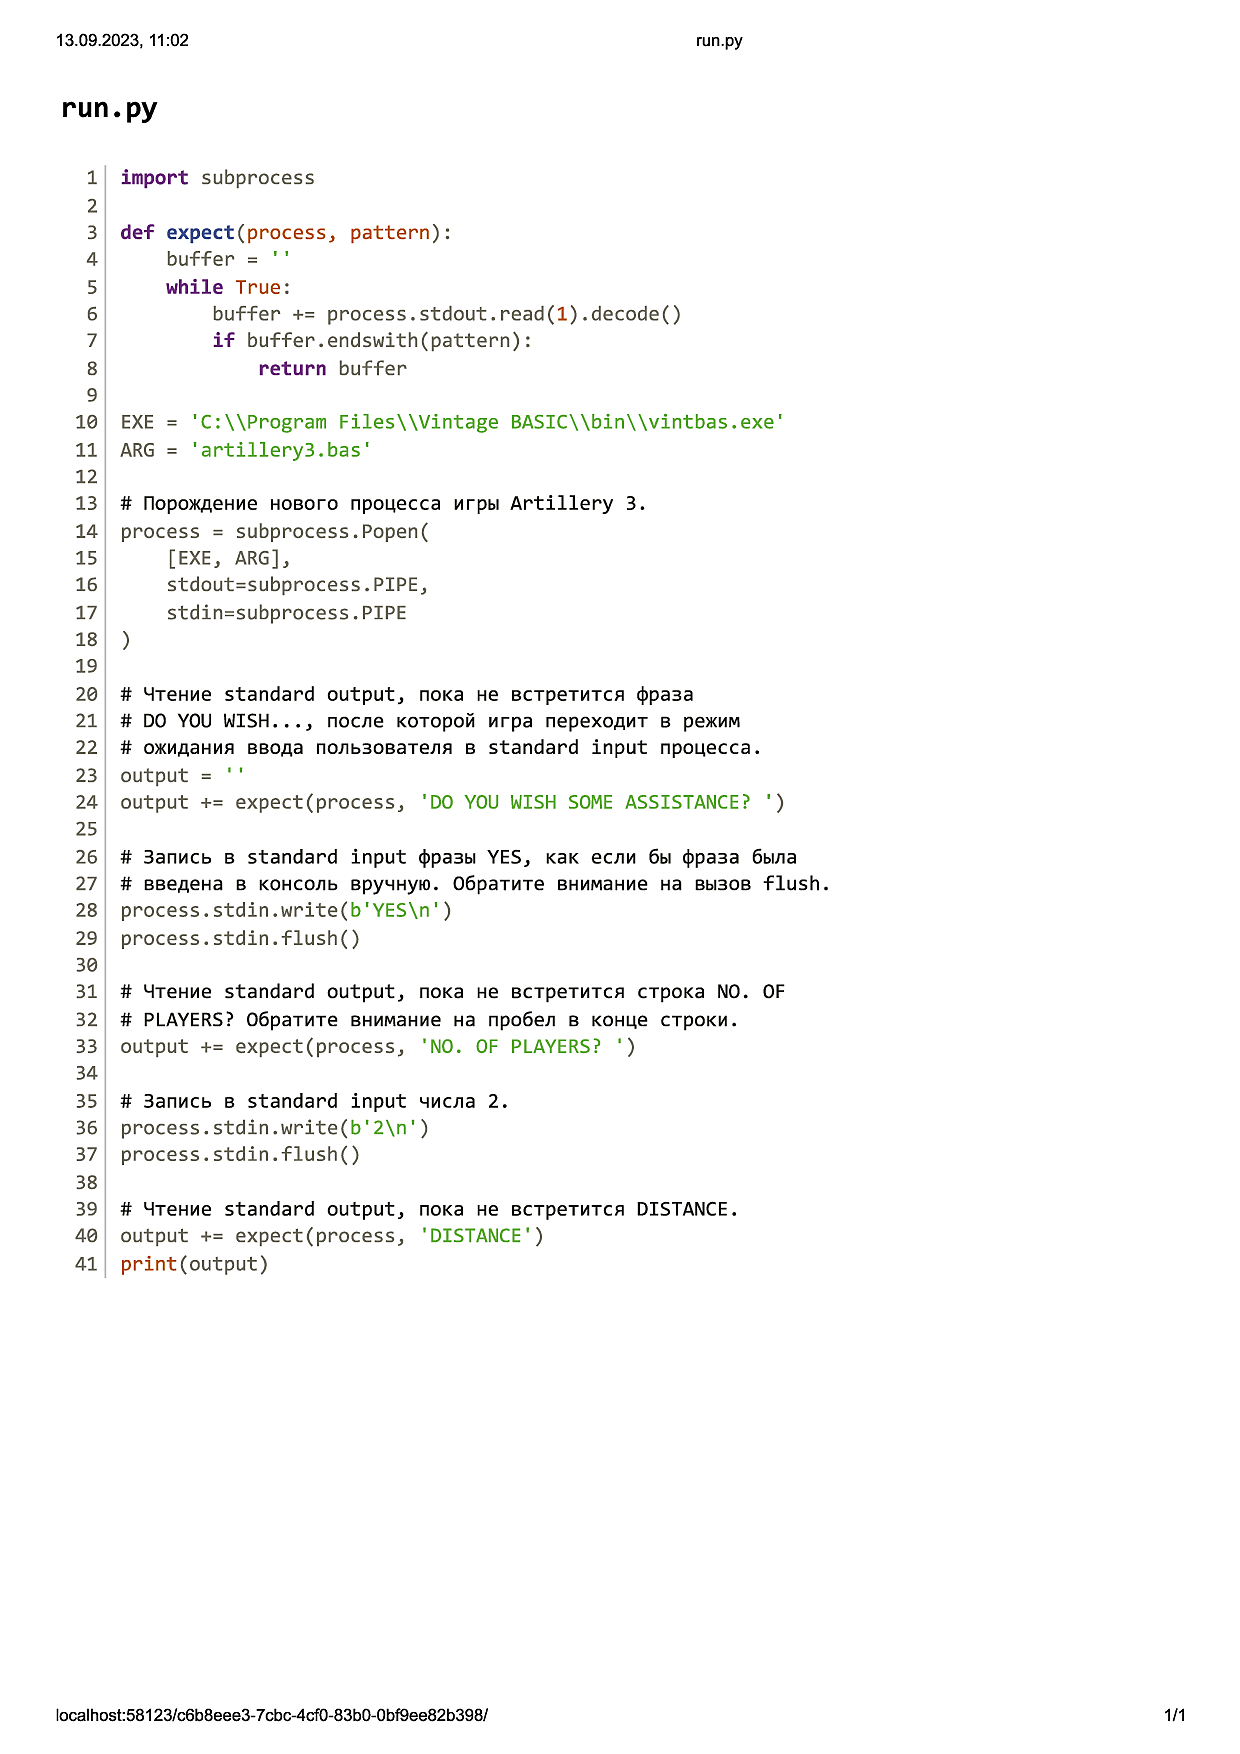 13.09.2023, 11:02 run.py
run.py
1 import subprocess
2
3 def expect(process, pattern):
4     buffer = ''
5     while True:
6         buffer += process.stdout.read(1).decode()
7         if buffer.endswith(pattern):
8             return buffer
9
10 EXE = 'C:\\Program Files\\Vintage BASIC\\bin\\vintbas.exe'
11 ARG = 'artillery3.bas'
12
13 # Порождение нового процесса игры Artillery 3.
14 process = subprocess.Popen(
15     [EXE, ARG],
16     stdout=subprocess.PIPE,
17     stdin=subprocess.PIPE
18 )
19
20 # Чтение standard output, пока не встретится фраза
21 # DO YOU WISH..., после которой игра переходит в режим
22 # ожидания ввода пользователя в standard input процесса.
23 output = ''
24 output += expect(process, 'DO YOU WISH SOME ASSISTANCE? ')
25
26 # Запись в standard input фразы YES, как если бы фраза была
27 # введена в консоль вручную. Обратите внимание на вызов flush.
28 process.stdin.write(b'YES\n')
29 process.stdin.flush()
30
31 # Чтение standard output, пока не встретится строка NO. OF
32 # PLAYERS? Обратите внимание на пробел в конце строки.
33 output += expect(process, 'NO. OF PLAYERS? ')
34
35 # Запись в standard input числа 2.
36 process.stdin.write(b'2\n')
37 process.stdin.flush()
38
39 # Чтение standard output, пока не встретится DISTANCE.
40 output += expect(process, 'DISTANCE')
41 print(output)
localhost:58123/c6b8eee3-7cbc-4cf0-83b0-0bf9ee82b398/ 1/1